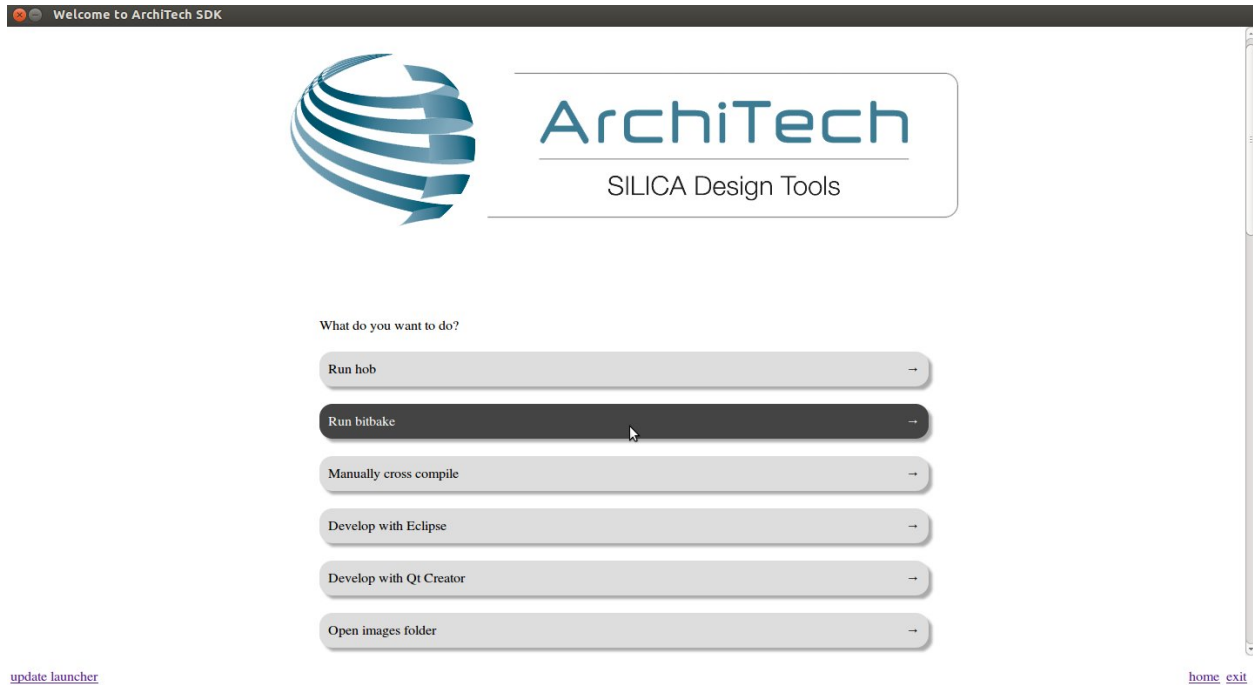 Welcome to ArchiTech SDK
ArchiTech
SILICA Design Tools
What do you want to do?
Run hob →
Run bitbake →
Manually cross compile →
Develop with Eclipse →
Develop with Qt Creator →
Open images folder →
update launcher
home exit